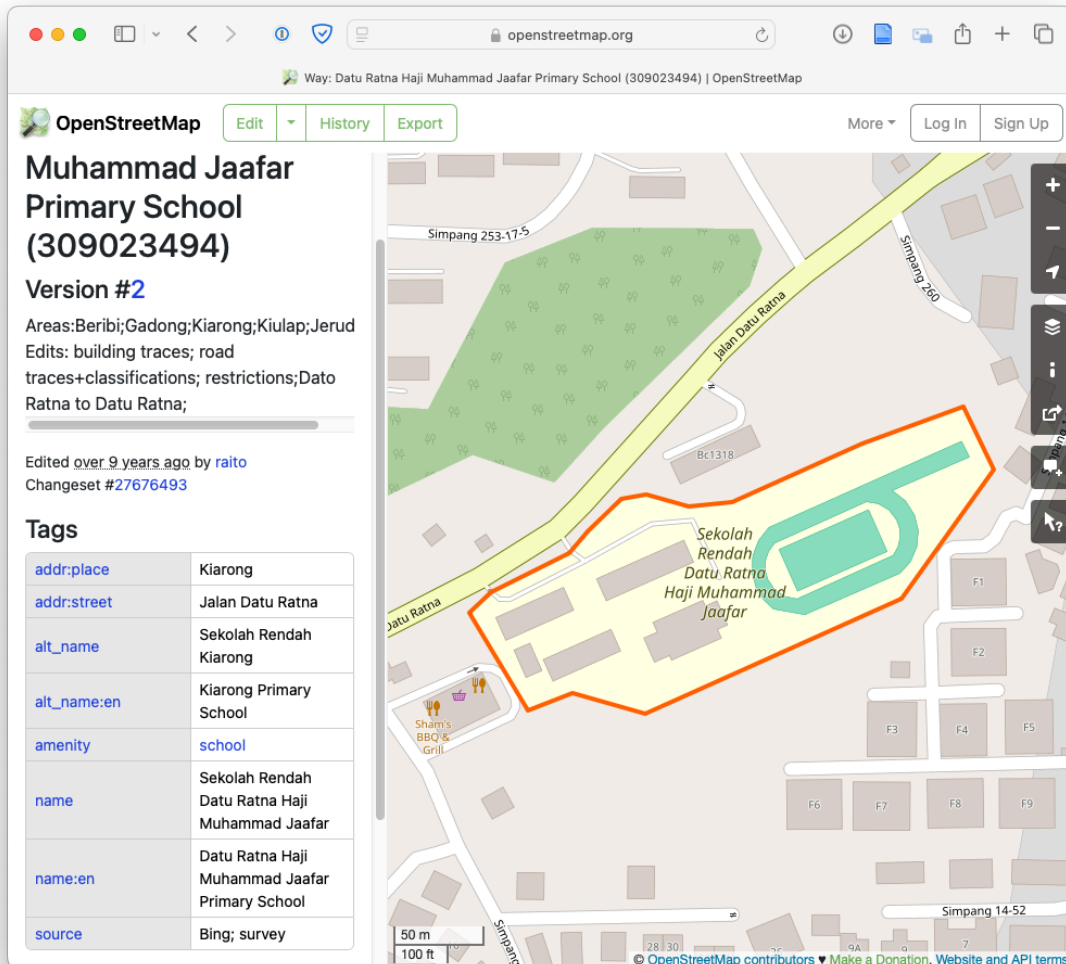 openstreetmap.org
Way: Datu Ratna Haji Muhammad Jaafar Primary School (309023494) | OpenStreetMap
OpenStreetMap
Edit
History
Export
More
Log In
Sign Up
Muhammad Jaafar
Primary School
(309023494)
Version #2
Areas:Beribi;Gadong;Kiarong;Kiulap;Jerud
Edits: building traces; road
traces+classifications; restrictions;Dato
Ratna to Datu Ratna;
Edited over 9 years ago by raito
Changeset #27676493
Tags
addr:place
Kiarong
addr:street
Jalan Datu Ratna
alt_name
Sekolah Rendah
Kiarong
alt_name:en
Kiarong Primary
School
amenity
school
name
Sekolah Rendah
Datu Ratna Haji
Muhammad Jaafar
name:en
Datu Ratna Haji
Muhammad Jaafar
Primary School
source
Bing; survey
Simpang 253-17-5
Simpang 260
Jalan Datu Ratna
Bc1318
Sekolah
Rendah
Datu Ratna
Haji Muhammad
Jaafar
Datu Ratna
Sham's
BBQ &
Grill
F1
F2
F3
F4
F5
F6
F7
F8
F9
Simpang 14-52
Simpang
28
30
9A
9
7
50 m
100 ft
© OpenStreetMap contributors ♥ Make a Donation. Website and API terms